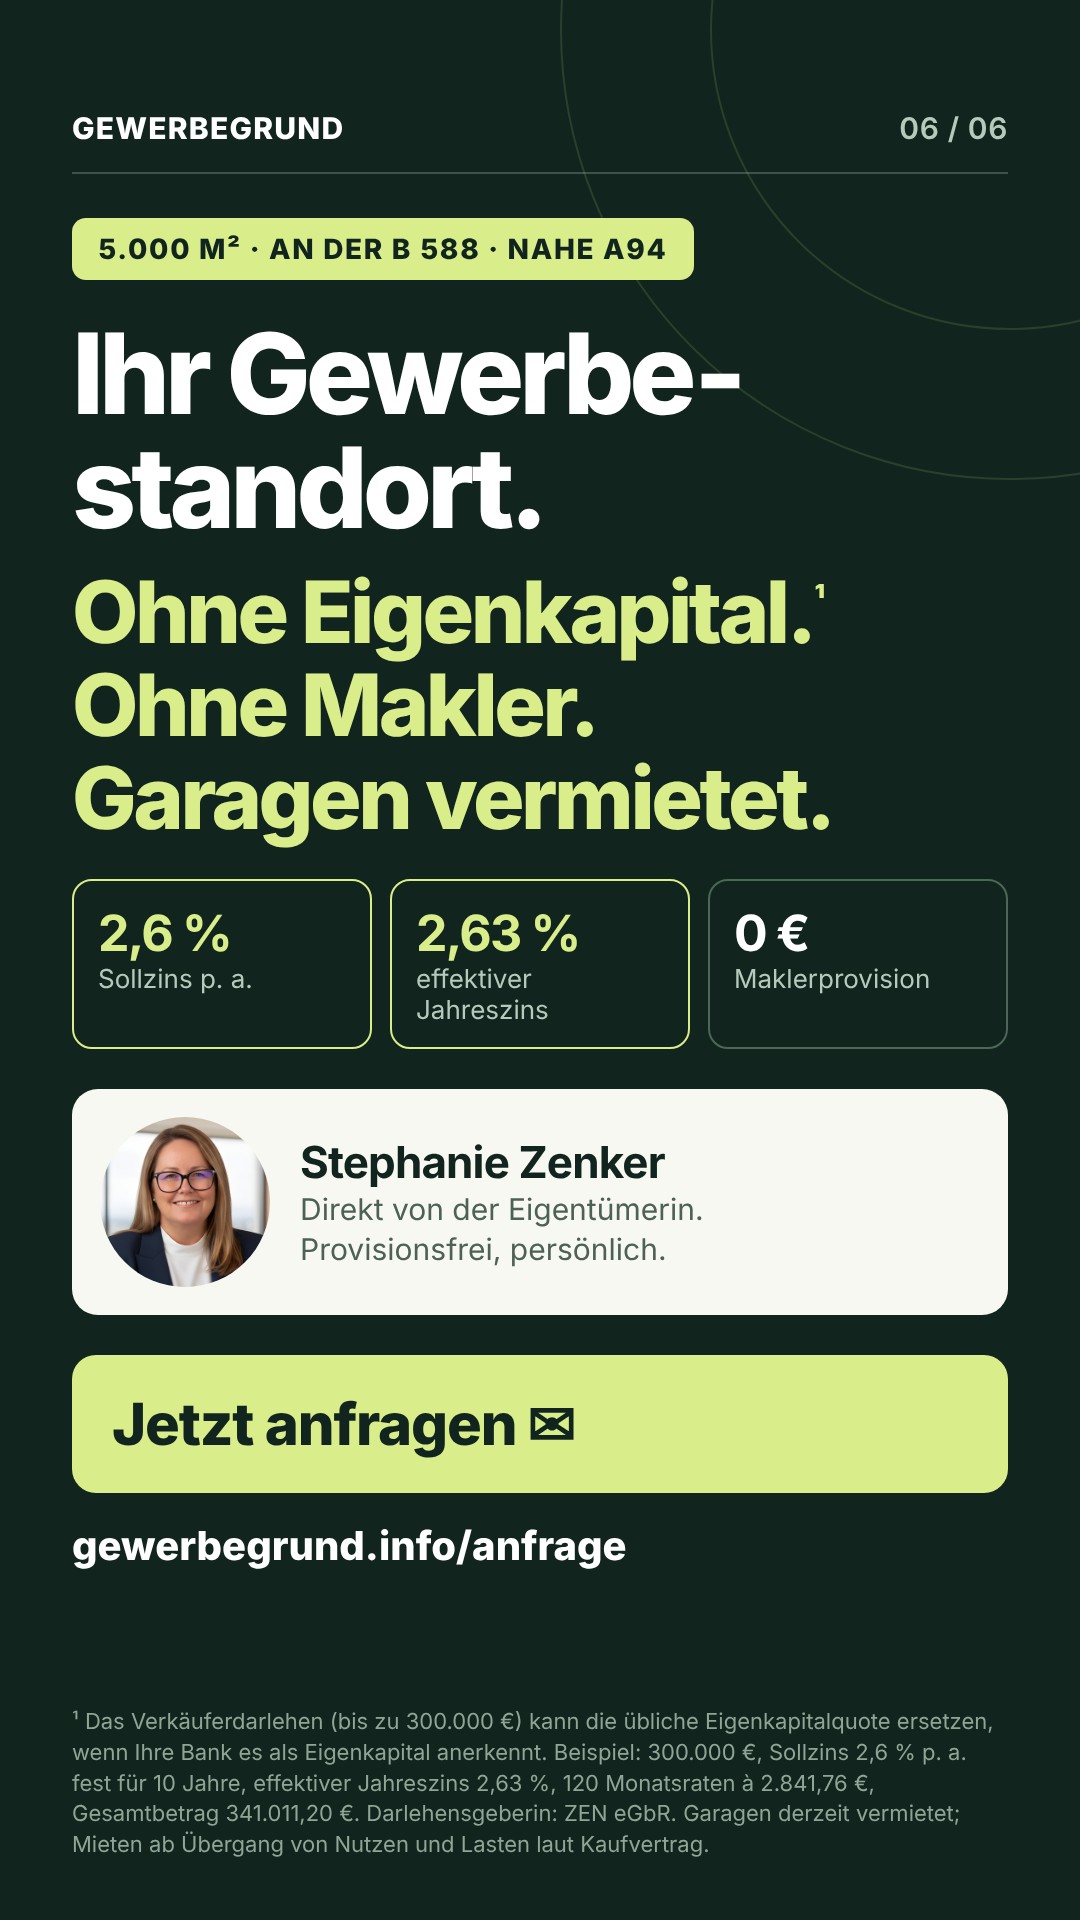 GEWERBEGRUND
06 / 06
5.000 M² · AN DER B 588 · NAHE A94
Ihr Gewerbe-
standort.
Ohne Eigenkapital.¹
Ohne Makler.
Garagen vermietet.
2,6 %
Sollzins p. a.
2,63 %
effektiver
Jahreszins
0 €
Maklerprovision
Stephanie Zenker
Direkt von der Eigentümerin.
Provisionsfrei, persönlich.
Jetzt anfragen ✉
gewerbegrund.info/anfrage
¹ Das Verkäuferdarlehen (bis zu 300.000 €) kann die übliche Eigenkapitalquote ersetzen,
wenn Ihre Bank es als Eigenkapital anerkennt. Beispiel: 300.000 €, Sollzins 2,6 % p. a.
fest für 10 Jahre, effektiver Jahreszins 2,63 %, 120 Monatsraten à 2.841,76 €,
Gesamtbetrag 341.011,20 €. Darlehensgeberin: ZEN eGbR. Garagen derzeit vermietet;
Mieten ab Übergang von Nutzen und Lasten laut Kaufvertrag.